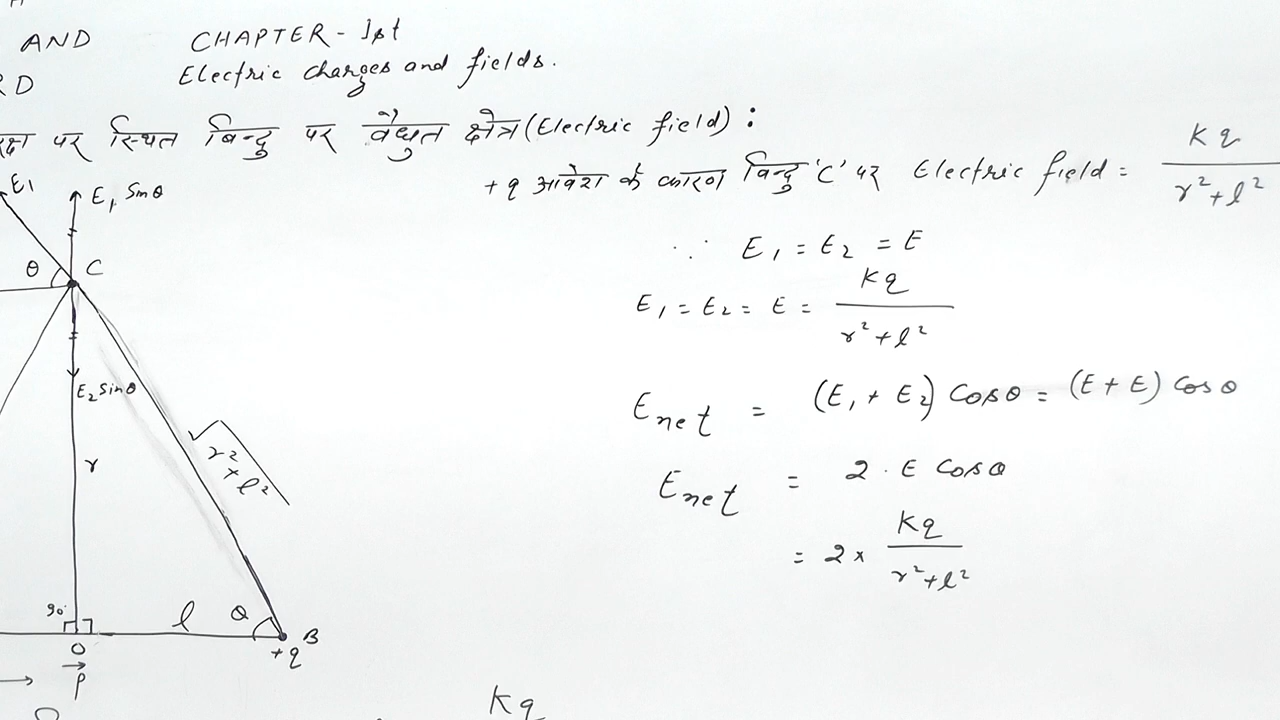 AND CHAPTER - Ist
RD Electric charges and fields.
पर स्थित बिन्दु पर वैधुत क्षेत्र (Electric field) :
+q आवेश के कारण बिन्दु 'C' पर Electric field = Kq / r²+l²
E₁
E₁ Sinθ
∵ E₁ = E₂ = E
θ C
E₁ = E₂ = E = Kq / r²+l²
E₂ Sinθ
Enet = (E₁ + E₂) Cosθ = (E + E) Cosθ
√r²+l²
r
Enet = 2 · E Cosθ
= 2 × Kq / r²+l²
90° l θ B
O +q
p⃗
Kq